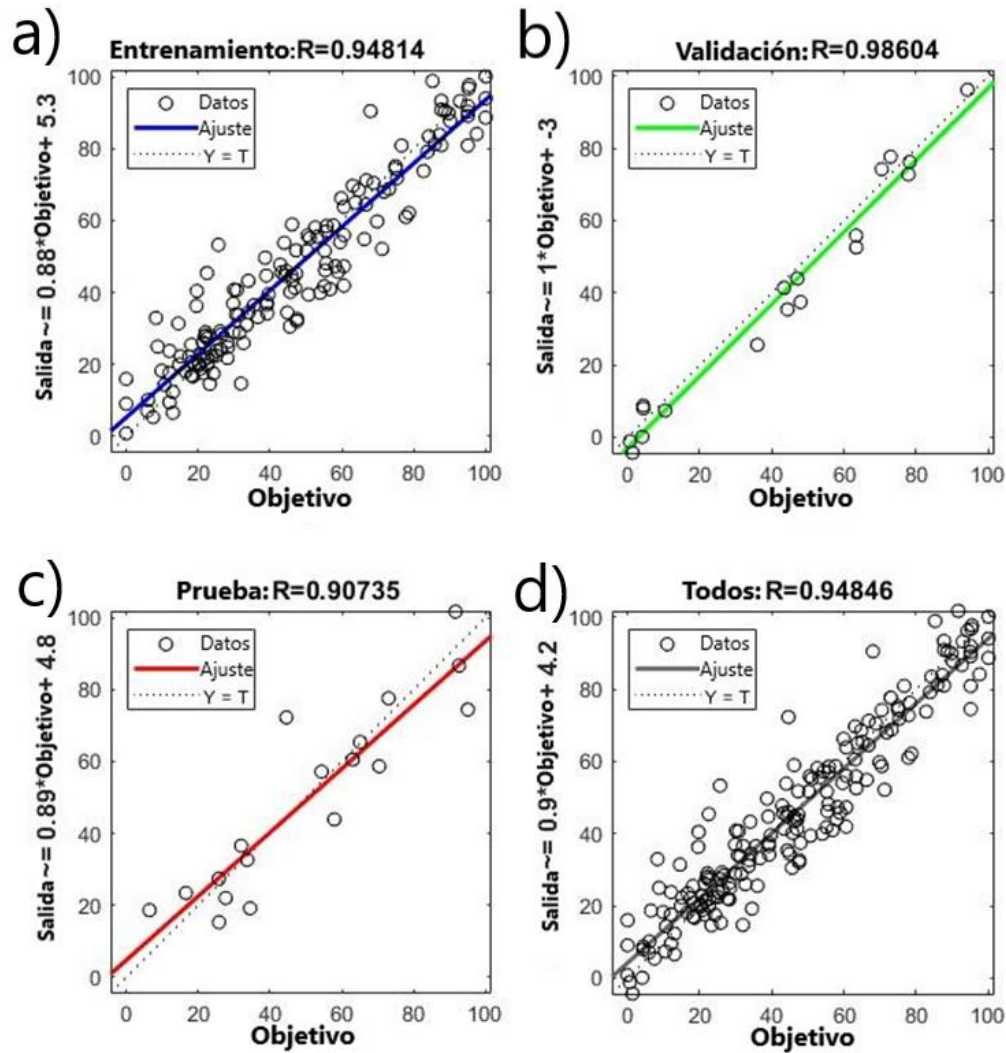 a)
Entrenamiento:R=0.94814
Salida~= 0.88*Objetivo+ 5.3
100
80
60
40
20
0
Datos
Ajuste
Y = T
0 20 40 60 80 100
Objetivo
b)
Validación:R=0.98604
Salida~= 1*Objetivo+ -3
100
80
60
40
20
0
Datos
Ajuste
Y = T
0 20 40 60 80 100
Objetivo
c)
Prueba:R=0.90735
Salida~= 0.89*Objetivo+ 4.8
100
80
60
40
20
0
Datos
Ajuste
Y = T
0 20 40 60 80 100
Objetivo
d)
Todos:R=0.94846
Salida~= 0.9*Objetivo+ 4.2
100
80
60
40
20
0
Datos
Ajuste
Y = T
0 20 40 60 80 100
Objetivo